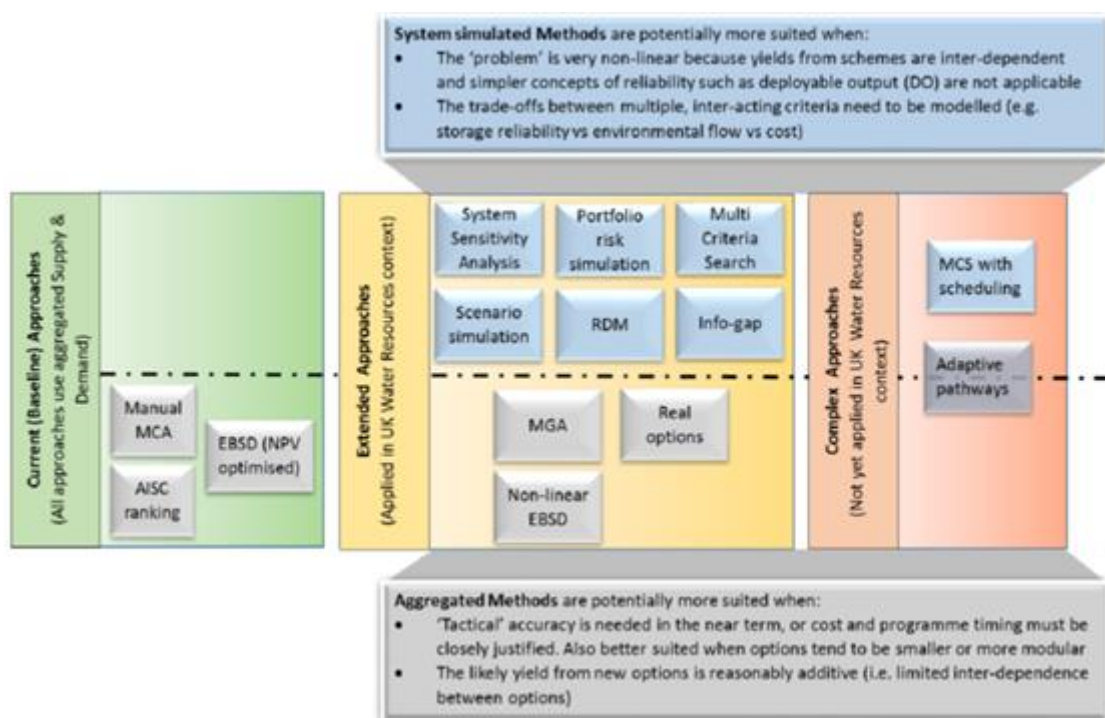 System simulated Methods are potentially more suited when:
• The ‘problem’ is very non-linear because yields from schemes are inter-dependent
and simpler concepts of reliability such as deployable output (DO) are not applicable
• The trade-offs between multiple, inter-acting criteria need to be modelled (e.g.
storage reliability vs environmental flow vs cost)
Current (Baseline) Approaches
(All approaches use aggregated Supply &
Demand)
Manual
MCA
EBSD (NPV
optimised)
AISC
ranking
Extended Approaches
(Applied in UK Water Resources context)
System
Sensitivity
Analysis
Portfolio
risk
simulation
Multi
Criteria
Search
Scenario
simulation
RDM
Info-gap
MGA
Real
options
Non-linear
EBSD
Complex Approaches
(Not yet applied in UK Water Resources
context)
MCS with
scheduling
Adaptive
pathways
Aggregated Methods are potentially more suited when:
• ‘Tactical’ accuracy is needed in the near term, or cost and programme timing must be
closely justified. Also better suited when options tend to be smaller or more modular
• The likely yield from new options is reasonably additive (i.e. limited inter-dependence
between options)